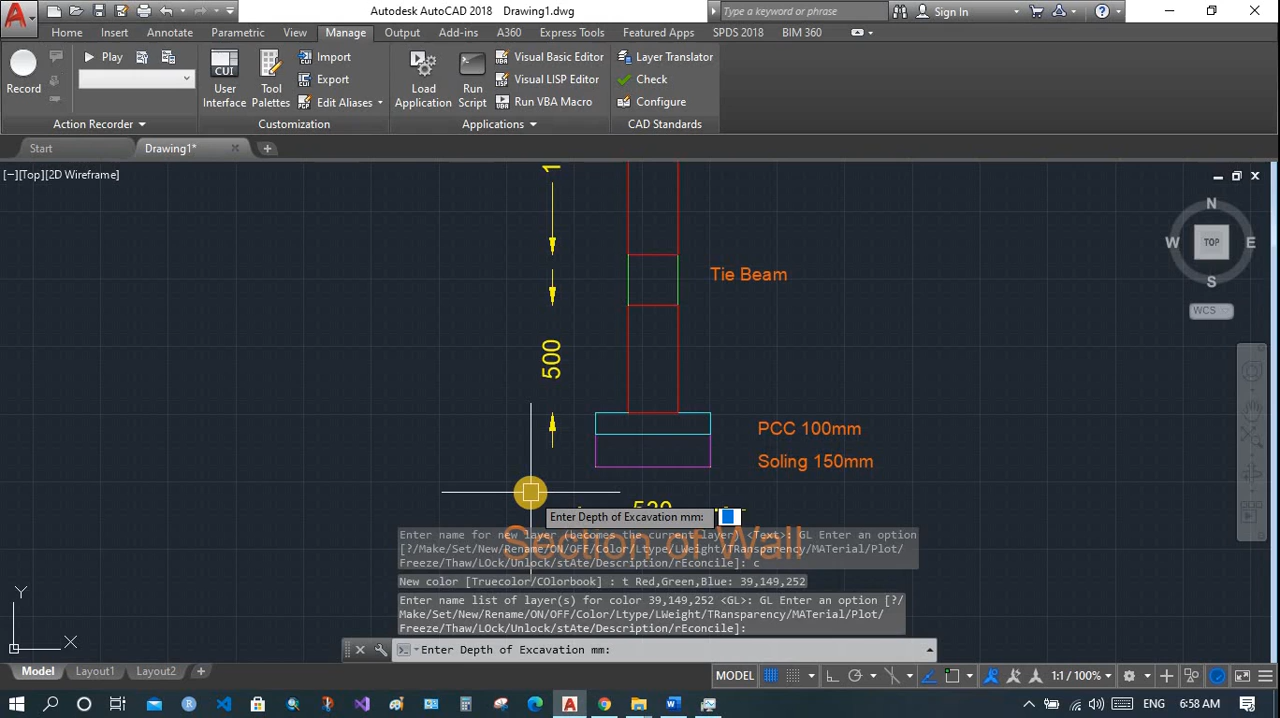 Autodesk AutoCAD 2018 Drawing1.dwg
Type a keyword or phrase
Sign In
Home Insert Annotate Parametric View Manage Output Add-ins A360 Express Tools Featured Apps SPDS 2018 BIM 360
Record
Play
Action Recorder
CUI
User Interface
Tool Palettes
Import
Export
Edit Aliases
Customization
Load Application
Run Script
Visual Basic Editor
Visual LISP Editor
Run VBA Macro
Applications
Layer Translator
Check
Configure
CAD Standards
Start
Drawing1*
[−][Top][2D Wireframe]
N
W TOP E
S
WCS
1
Tie Beam
500
PCC 100mm
Soling 150mm
Enter Depth of Excavation mm:
Section of Wall
Enter name for new layer (becomes the current layer) <Text>: GL Enter an option
[?/Make/Set/New/Rename/ON/OFF/Color/Ltype/LWeight/TRansparency/MATerial/Plot/
Freeze/Thaw/LOck/Unlock/stAte/Description/rEconcile]: c
New color [Truecolor/COlorbook] : t Red,Green,Blue: 39,149,252
Enter name list of layer(s) for color 39,149,252 <GL>: GL Enter an option [?/
Make/Set/New/Rename/ON/OFF/Color/Ltype/LWeight/TRansparency/MATerial/Plot/
Freeze/Thaw/LOck/Unlock/stAte/Description/rEconcile]:
Enter Depth of Excavation mm:
Y
X
Model Layout1 Layout2 +
MODEL
1:1 / 100%
ENG 6:58 AM